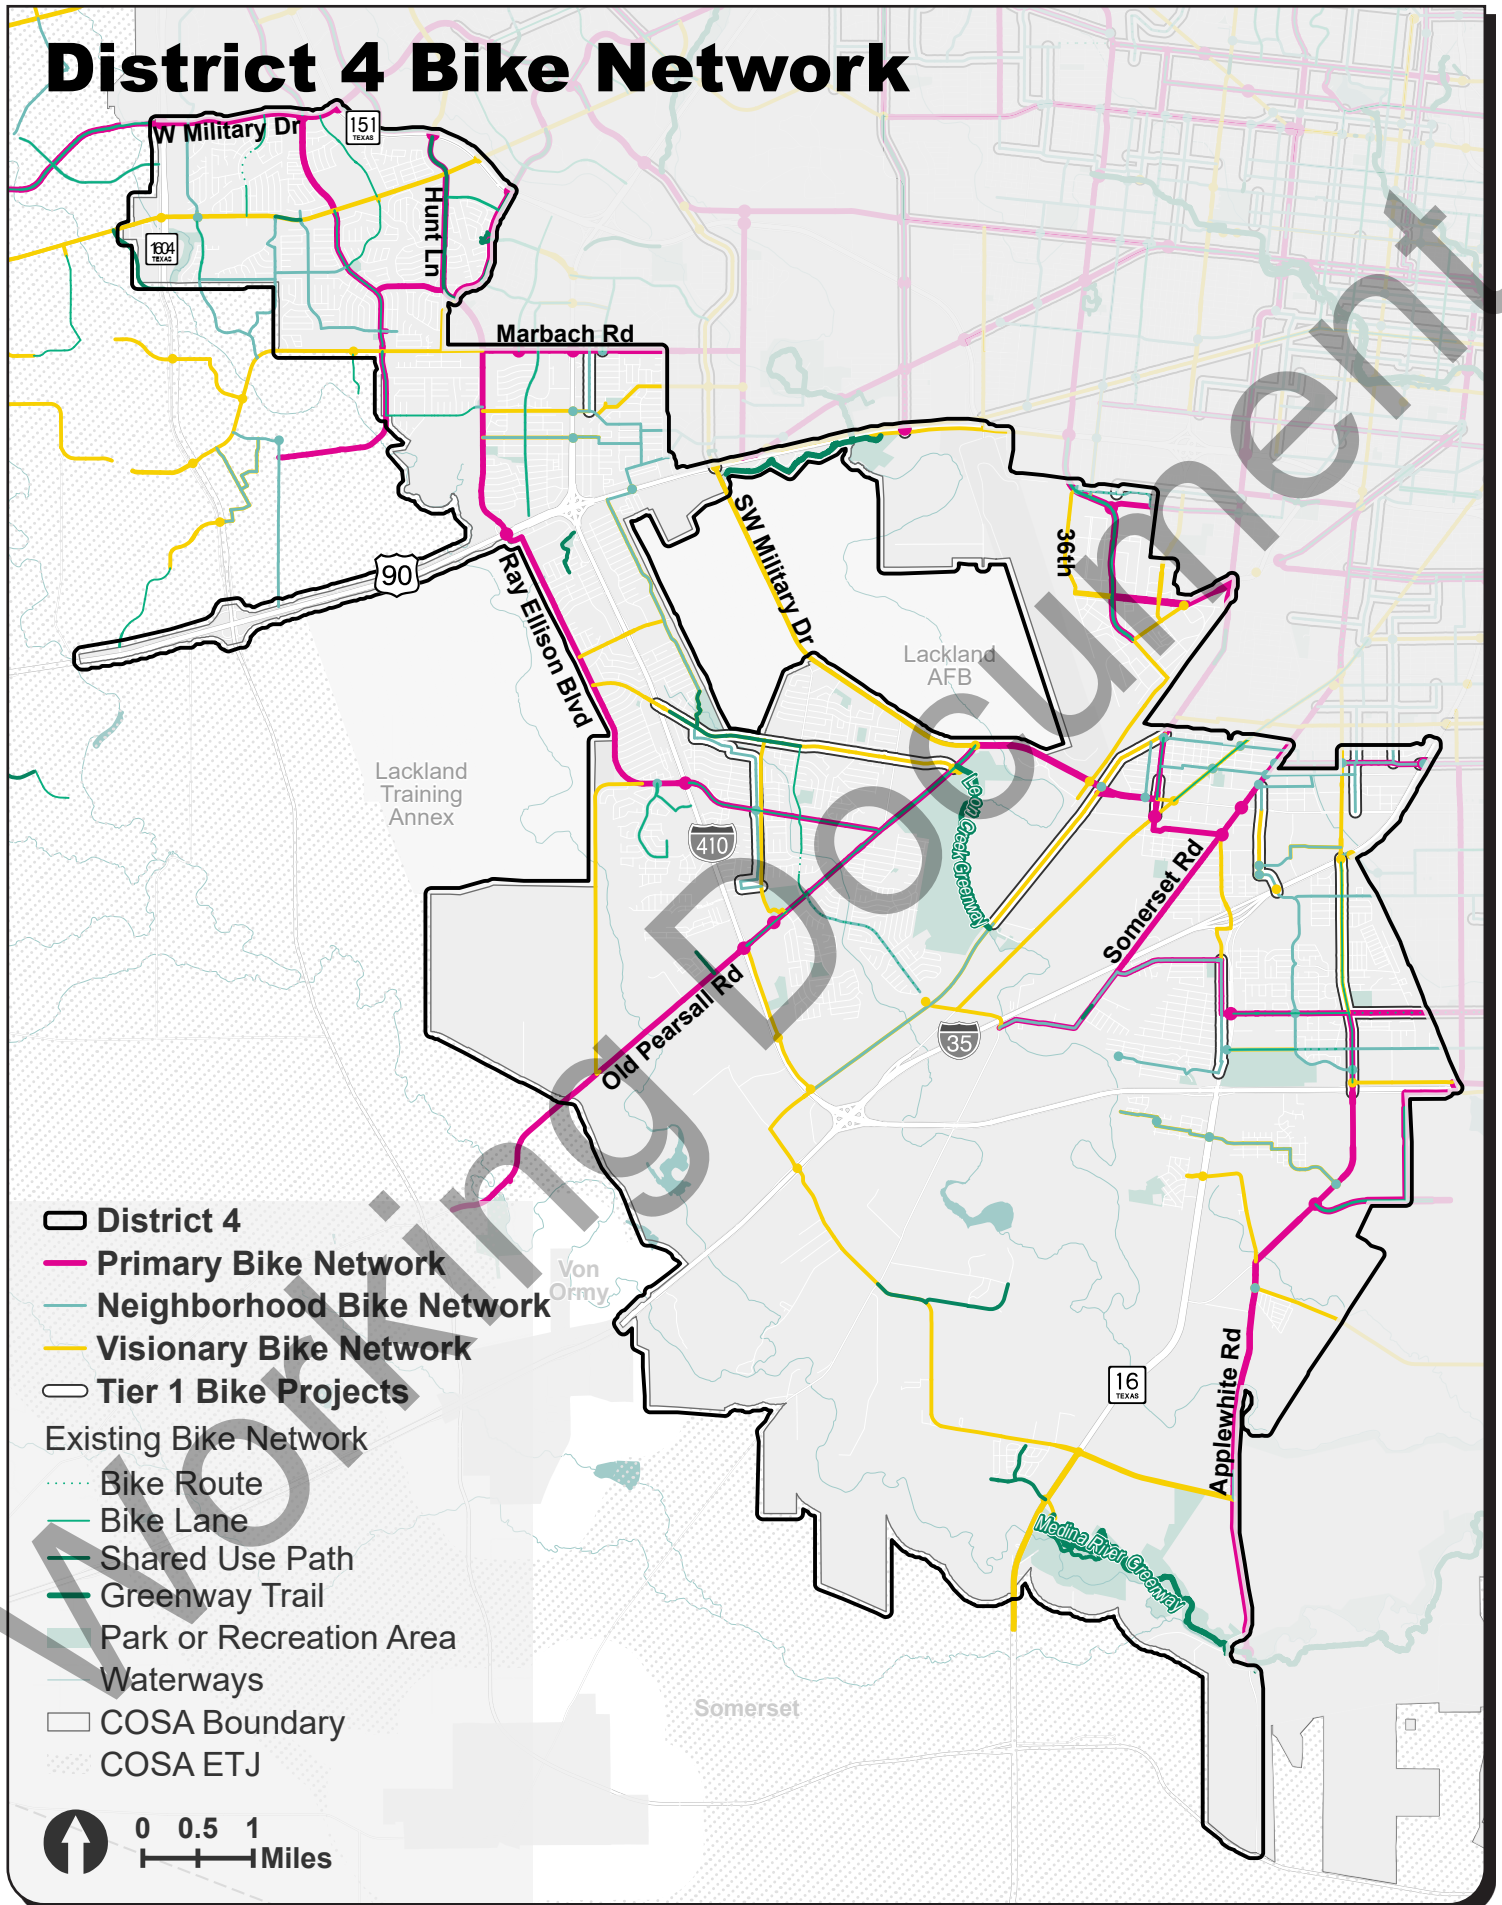 District 4 Bike Network
W Military Dr
151
TEXAS
Hunt Ln
1604
TEXAS
Marbach Rd
90
Ray Ellison Blvd
SW Military Dr
36th
Lackland
AFB
Lackland
Training
Annex
410
Leon Creek Greenway
Somerset Rd
Old Pearsall Rd
35
Von
Ormy
16
TEXAS
Applewhite Rd
Medina River Greenway
Somerset
District 4
Primary Bike Network
Neighborhood Bike Network
Visionary Bike Network
Tier 1 Bike Projects
Existing Bike Network
Bike Route
Bike Lane
Shared Use Path
Greenway Trail
Park or Recreation Area
Waterways
COSA Boundary
COSA ETJ
0 0.5 1
Miles
Working Document